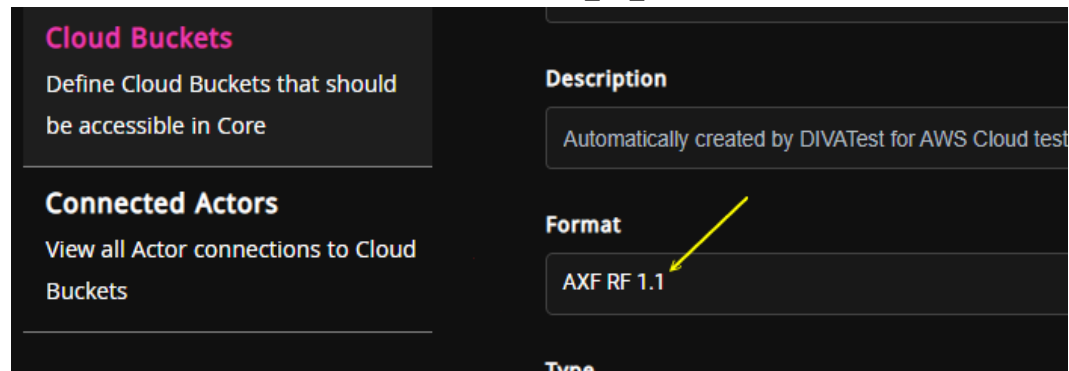 Cloud Buckets
Define Cloud Buckets that should
be accessible in Core
Connected Actors
View all Actor connections to Cloud
Buckets
Description
Automatically created by DIVATest for AWS Cloud test
Format
AXF RF 1.1
Type